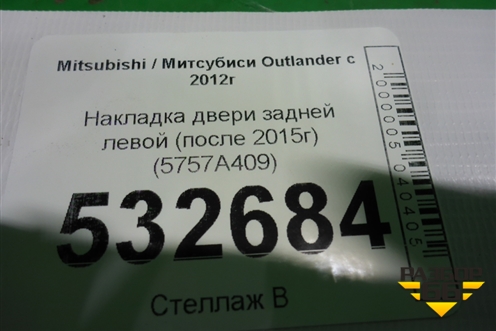 Mitsubishi / Митсубиси Outlander с
2012г
Накладка двери задней
левой (после 2015г)
(5757A409)
532684
Стеллаж В
2000005040405